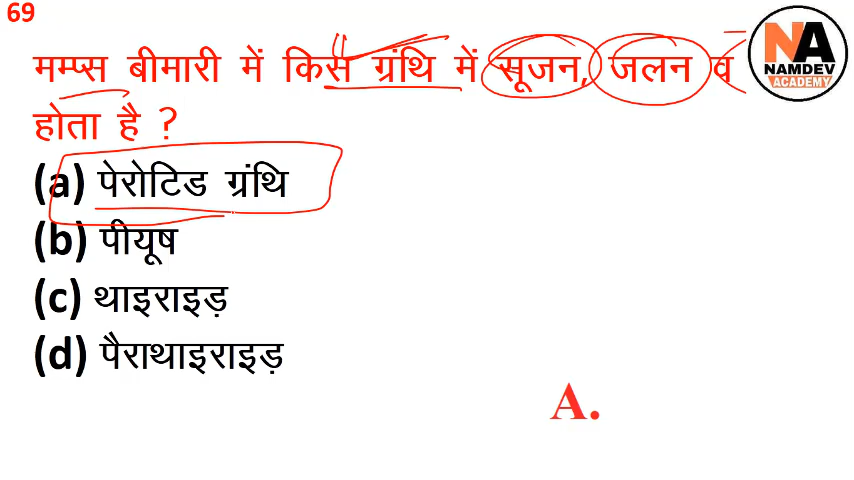 69
मम्प्स बीमारी में किस ग्रंथि में सूजन, जलन व
होता है ?
(a) पेरोटिड ग्रंथि
(b) पीयूष
(c) थाइराइड़
(d) पैराथाइराइड़
A.
NA
NAMDEV
ACADEMY